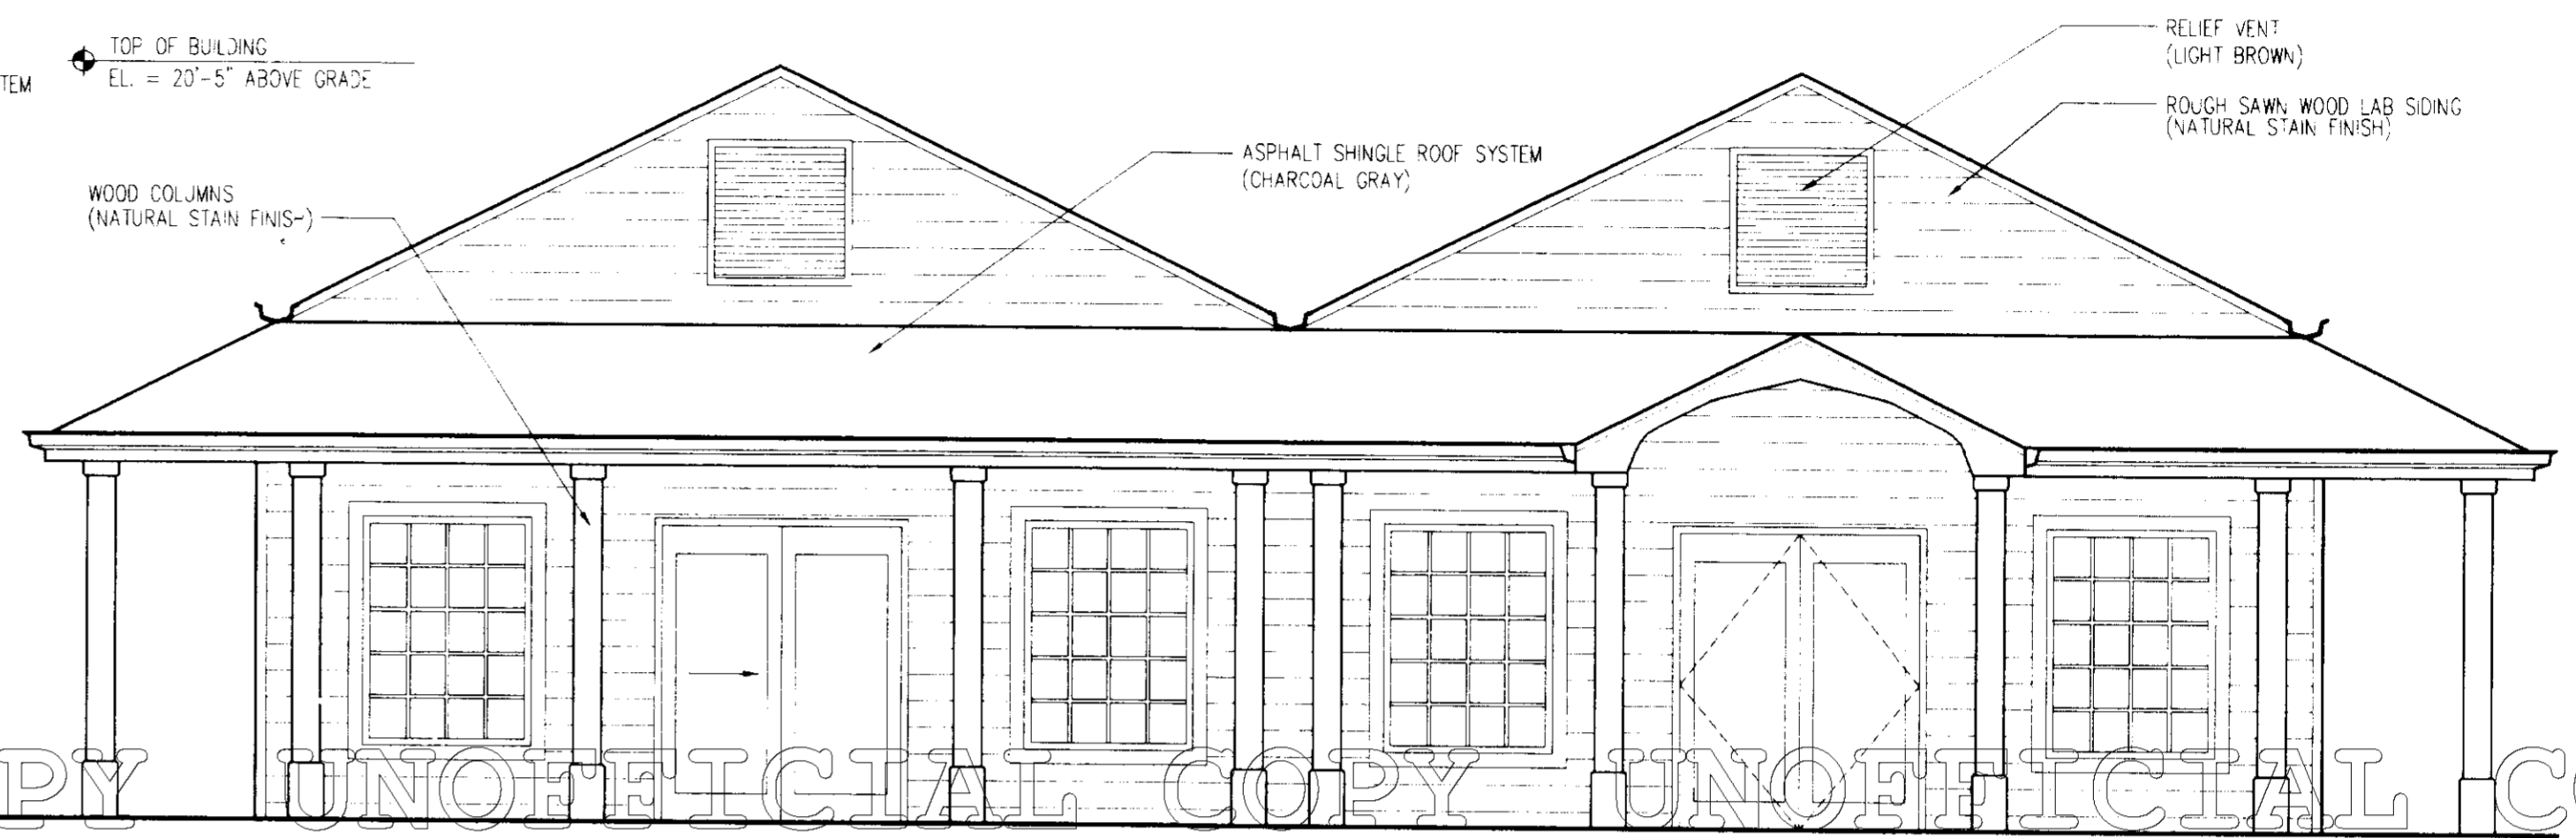 TOP OF BUILDING
EL. = 20'-5" ABOVE GRADE
TEM
WOOD COLUMNS
(NATURAL STAIN FINIS~)
ASPHALT SHINGLE ROOF SYSTEM
(CHARCOAL GRAY)
RELIEF VENT
(LIGHT BROWN)
ROUGH SAWN WOOD LAB SIDING
(NATURAL STAIN FINISH)
PY UNOFFICIAL COPY UNOFFICIAL C